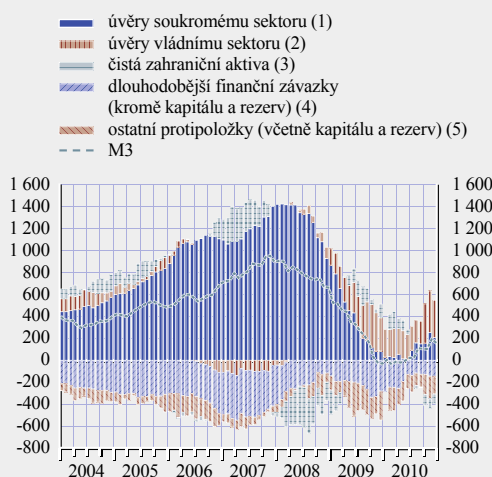 úvěry soukromému sektoru (1)
úvěry vládnímu sektoru (2)
čistá zahraniční aktiva (3)
dlouhodobější finanční závazky
(kromě kapitálu a rezerv) (4)
ostatní protipoložky (včetně kapitálu a rezerv) (5)
M3
1 600 1 600
1 400 1 400
1 200 1 200
1 000 1 000
800 800
600 600
400 400
200 200
0 0
-200 -200
-400 -400
-600 -600
-800 -800
2004 2005 2006 2007 2008 2009 2010